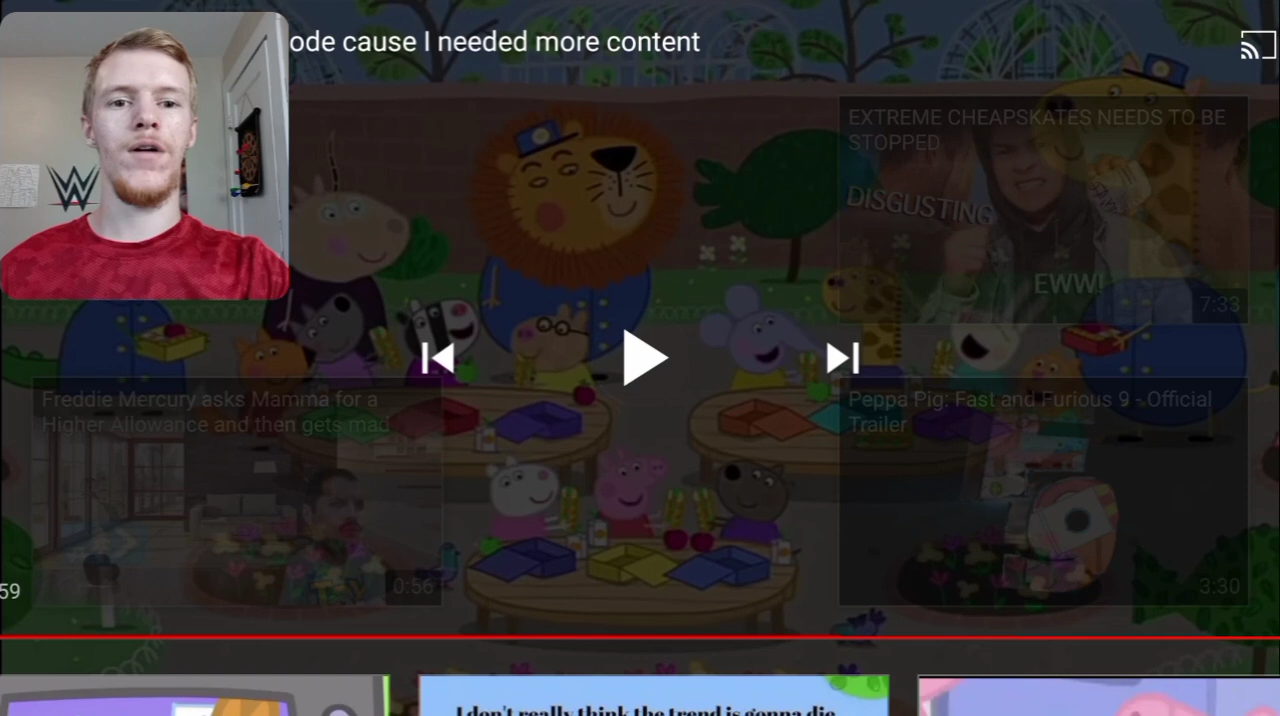 ode cause I needed more content
EXTREME CHEAPSKATES NEEDS TO BE
STOPPED
DISGUSTING
EWW!
7:33
W
Freddie Mercury asks Mamma for a
Higher Allowance and then gets mad
0:56
Peppa Pig: Fast and Furious 9 - Official
Trailer
3:30
59
I don't really think the trend is gonna die